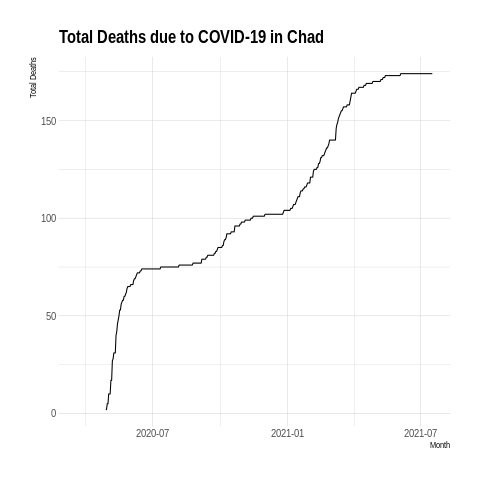 Total Deaths due to COVID-19 in Chad
Total Deaths
150
100
50
0
2020-07
2021-01
2021-07
Month